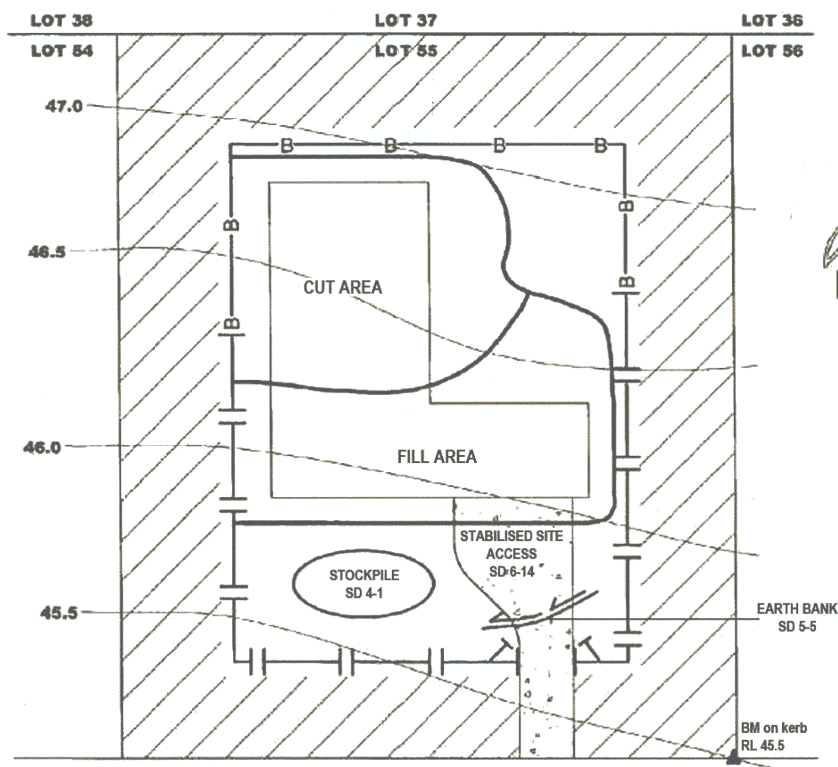 LOT 38 LOT 37 LOT 36
LOT 54 LOT 55 LOT 56
47.0
B B B B
B B
46.5
B
CUT AREA
B
46.0
FILL AREA
STABILISED SITE
ACCESS
SD 6-14
STOCKPILE
SD 4-1
45.5
EARTH BANK
SD 5-5
BM on kerb
RL 45.5